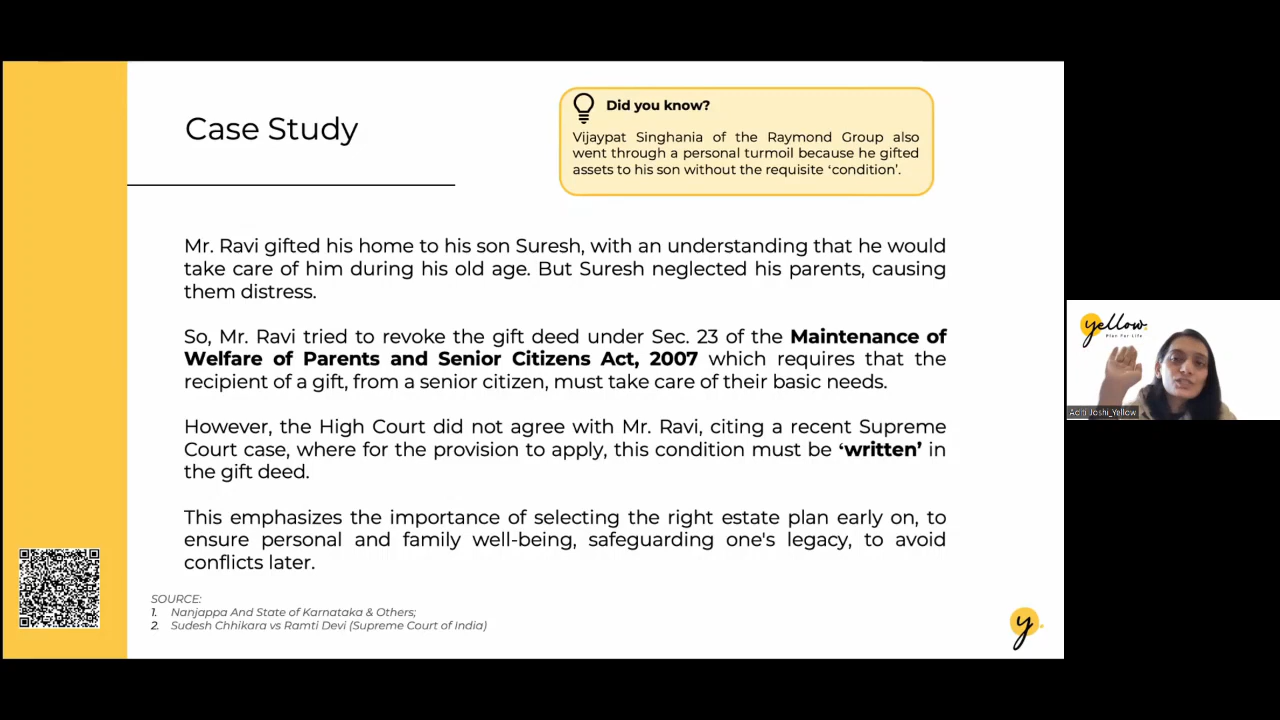 Case Study
Did you know?
Vijaypat Singhania of the Raymond Group also
went through a personal turmoil because he gifted
assets to his son without the requisite ‘condition’.
Mr. Ravi gifted his home to his son Suresh, with an understanding that he would
take care of him during his old age. But Suresh neglected his parents, causing
them distress.
So, Mr. Ravi tried to revoke the gift deed under Sec. 23 of the Maintenance of
Welfare of Parents and Senior Citizens Act, 2007 which requires that the
recipient of a gift, from a senior citizen, must take care of their basic needs.
However, the High Court did not agree with Mr. Ravi, citing a recent Supreme
Court case, where for the provision to apply, this condition must be ‘written’ in
the gift deed.
This emphasizes the importance of selecting the right estate plan early on, to
ensure personal and family well-being, safeguarding one's legacy, to avoid
conflicts later.
SOURCE:
1. Nanjappa And State of Karnataka & Others;
2. Sudesh Chhikara vs Ramti Devi (Supreme Court of India)
y.
yellow.
Plan For Life
Aditi Joshi_Yellow